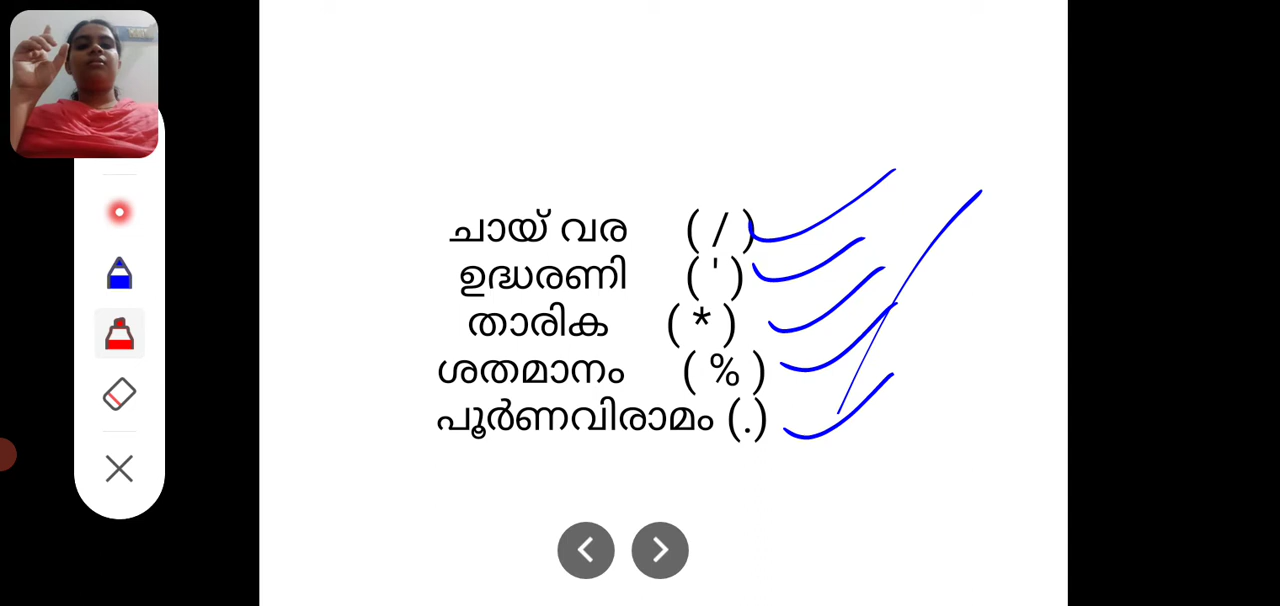 ചായ് വര ( / )
ഉദ്ധരണി ( ' )
താരിക ( * )
ശതമാനം ( % )
പൂർണവിരാമം (.)